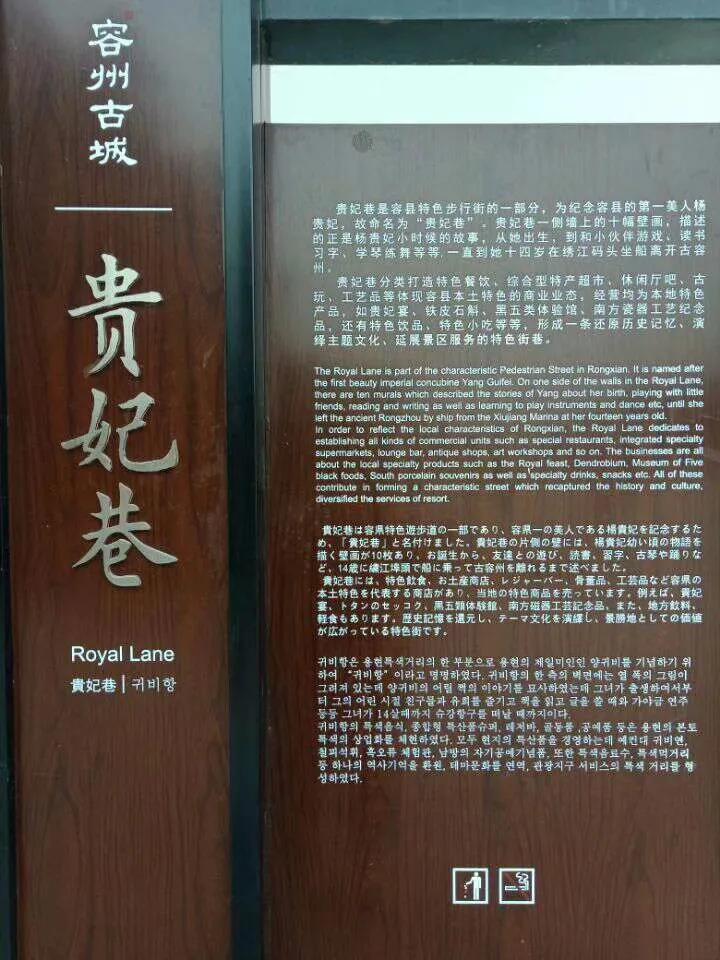 容州古城
贵妃巷
Royal Lane
貴妃巷 | 귀비항
贵妃巷是容县特色步行街的一部分，为纪念容县的第一美人杨
贵妃，故命名为“贵妃巷”。贵妃巷一侧墙上的十幅壁画，描述
的正是杨贵妃小时候的故事，从她出生，到和小伙伴游戏、读书
习字、学琴练舞等等，一直到她十四岁在绣江码头坐船离开古容
州。
贵妃巷分类打造特色餐饮、综合型特产超市、休闲厅吧、古
玩、工艺品等体现容县本土特色的商业业态，经营均为本地特色
产品，如贵妃宴、铁皮石斛、黑五类体验馆、南方瓷器工艺纪念
品，还有特色饮品、特色小吃等等，形成一条还原历史记忆、演
绎主题文化、延展景区服务的特色街巷。
The Royal Lane is part of the characteristic Pedestrian Street in Rongxian. It is named after
the first beauty imperial concubine Yang Guifei. On one side of the walls in the Royal Lane,
there are ten murals which described the stories of Yang about her birth, playing with little
friends, reading and writing as well as learning to play instruments and dance etc, until she
left the ancient Rongzhou by ship from the Xiujiang Marina at her fourteen years old.
In order to reflect the local characteristics of Rongxian, the Royal Lane dedicates to
establishing all kinds of commercial units such as special restaurants, integrated specialty
supermarkets, lounge bar, antique shops, art workshops and so on. The businesses are all
about the local specialty products such as the Royal feast, Dendrobium, Museum of Five
black foods, South porcelain souvenirs as well as specialty drinks, snacks etc. All of these
contribute in forming a characteristic street which recaptured the history and culture,
diversified the services of resort.
貴妃巷は容県特色遊歩道の一部であり、容県一の美人である楊貴妃を記念するた
め、「貴妃巷」と名付けました。貴妃巷の片側の壁には、楊貴妃幼い頃の物語を
描く壁画が10枚あり、お誕生から、友達との遊び、読書、習字、古琴や踊りな
ど、14歳に繍江埠頭で船に乗って古容州を離れるまで述べました。
貴妃巷には、特色飲食、お土産商店、レジャーバー、骨董品、工芸品など容県の
本土特色を代表する商店があり、当地の特色商品を売っています。例えば、貴妃
宴、トタンのセッコク、黒五類体験館、南方磁器工芸記念品、また、地方飲料、
軽食もあります。歴史記憶を還元し、テーマ文化を演繹し、景勝地としての価値
が広がっている特色街です。
귀비항은 용현특색거리의 한 부분으로 용현의 제일미인인 양귀비를 기념하기 위
하여 “귀비항”이라고 명명하였다. 귀비항의 한 측의 벽면에는 열 폭의 그림이
그려져 있는데 양귀비의 어릴 적의 이야기를 묘사하였는데 그녀가 출생하여서부
터 그의 어린 시절 친구들과 유희를 즐기고 책을 읽고 글을 쓸 때와 가야금 연주
등등 그녀가 14살때까지 슈강항구를 떠날 때까지이다.
귀비항의 특색음식, 종합형 특산품슈퍼, 레저바, 골동품 ,공예품 등은 용현의 본토
특색의 상업화를 체현하였다. 모두 현지의 특산품을 경영하는데 예컨대 귀비연,
철피석휘, 흑오류 체험관, 남방의 자기공예기념품, 또한 특색음료수, 특색먹거리
등 하나의 역사기억을 환원, 테마문화를 연역, 관광지구 서비스의 특색 거리를 형
성하였다.